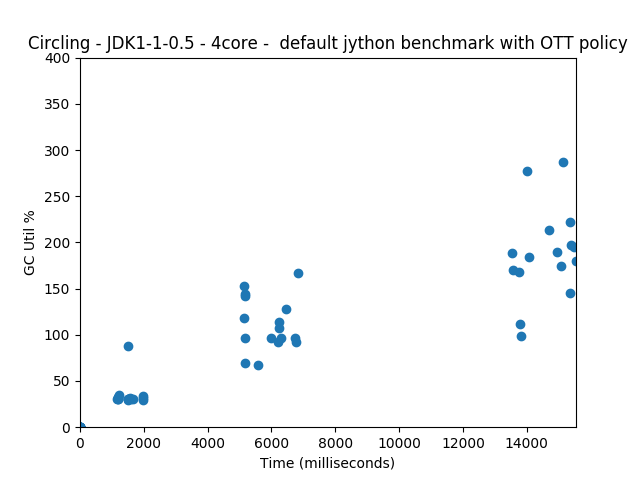 Circling - JDK1-1-0.5 - 4core -  default jython benchmark with OTT policy
400
350
300
250
200
150
100
50
0
GC Util %
0 2000 4000 6000 8000 10000 12000 14000
Time (milliseconds)